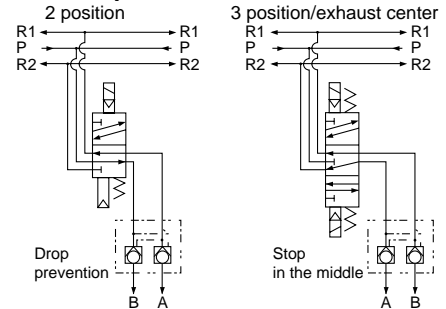 2 position
R1 R1
P P
R2 R2
Drop
prevention
B A
3 position/exhaust center
R1 R1
P P
R2 R2
Stop
in the middle
A B